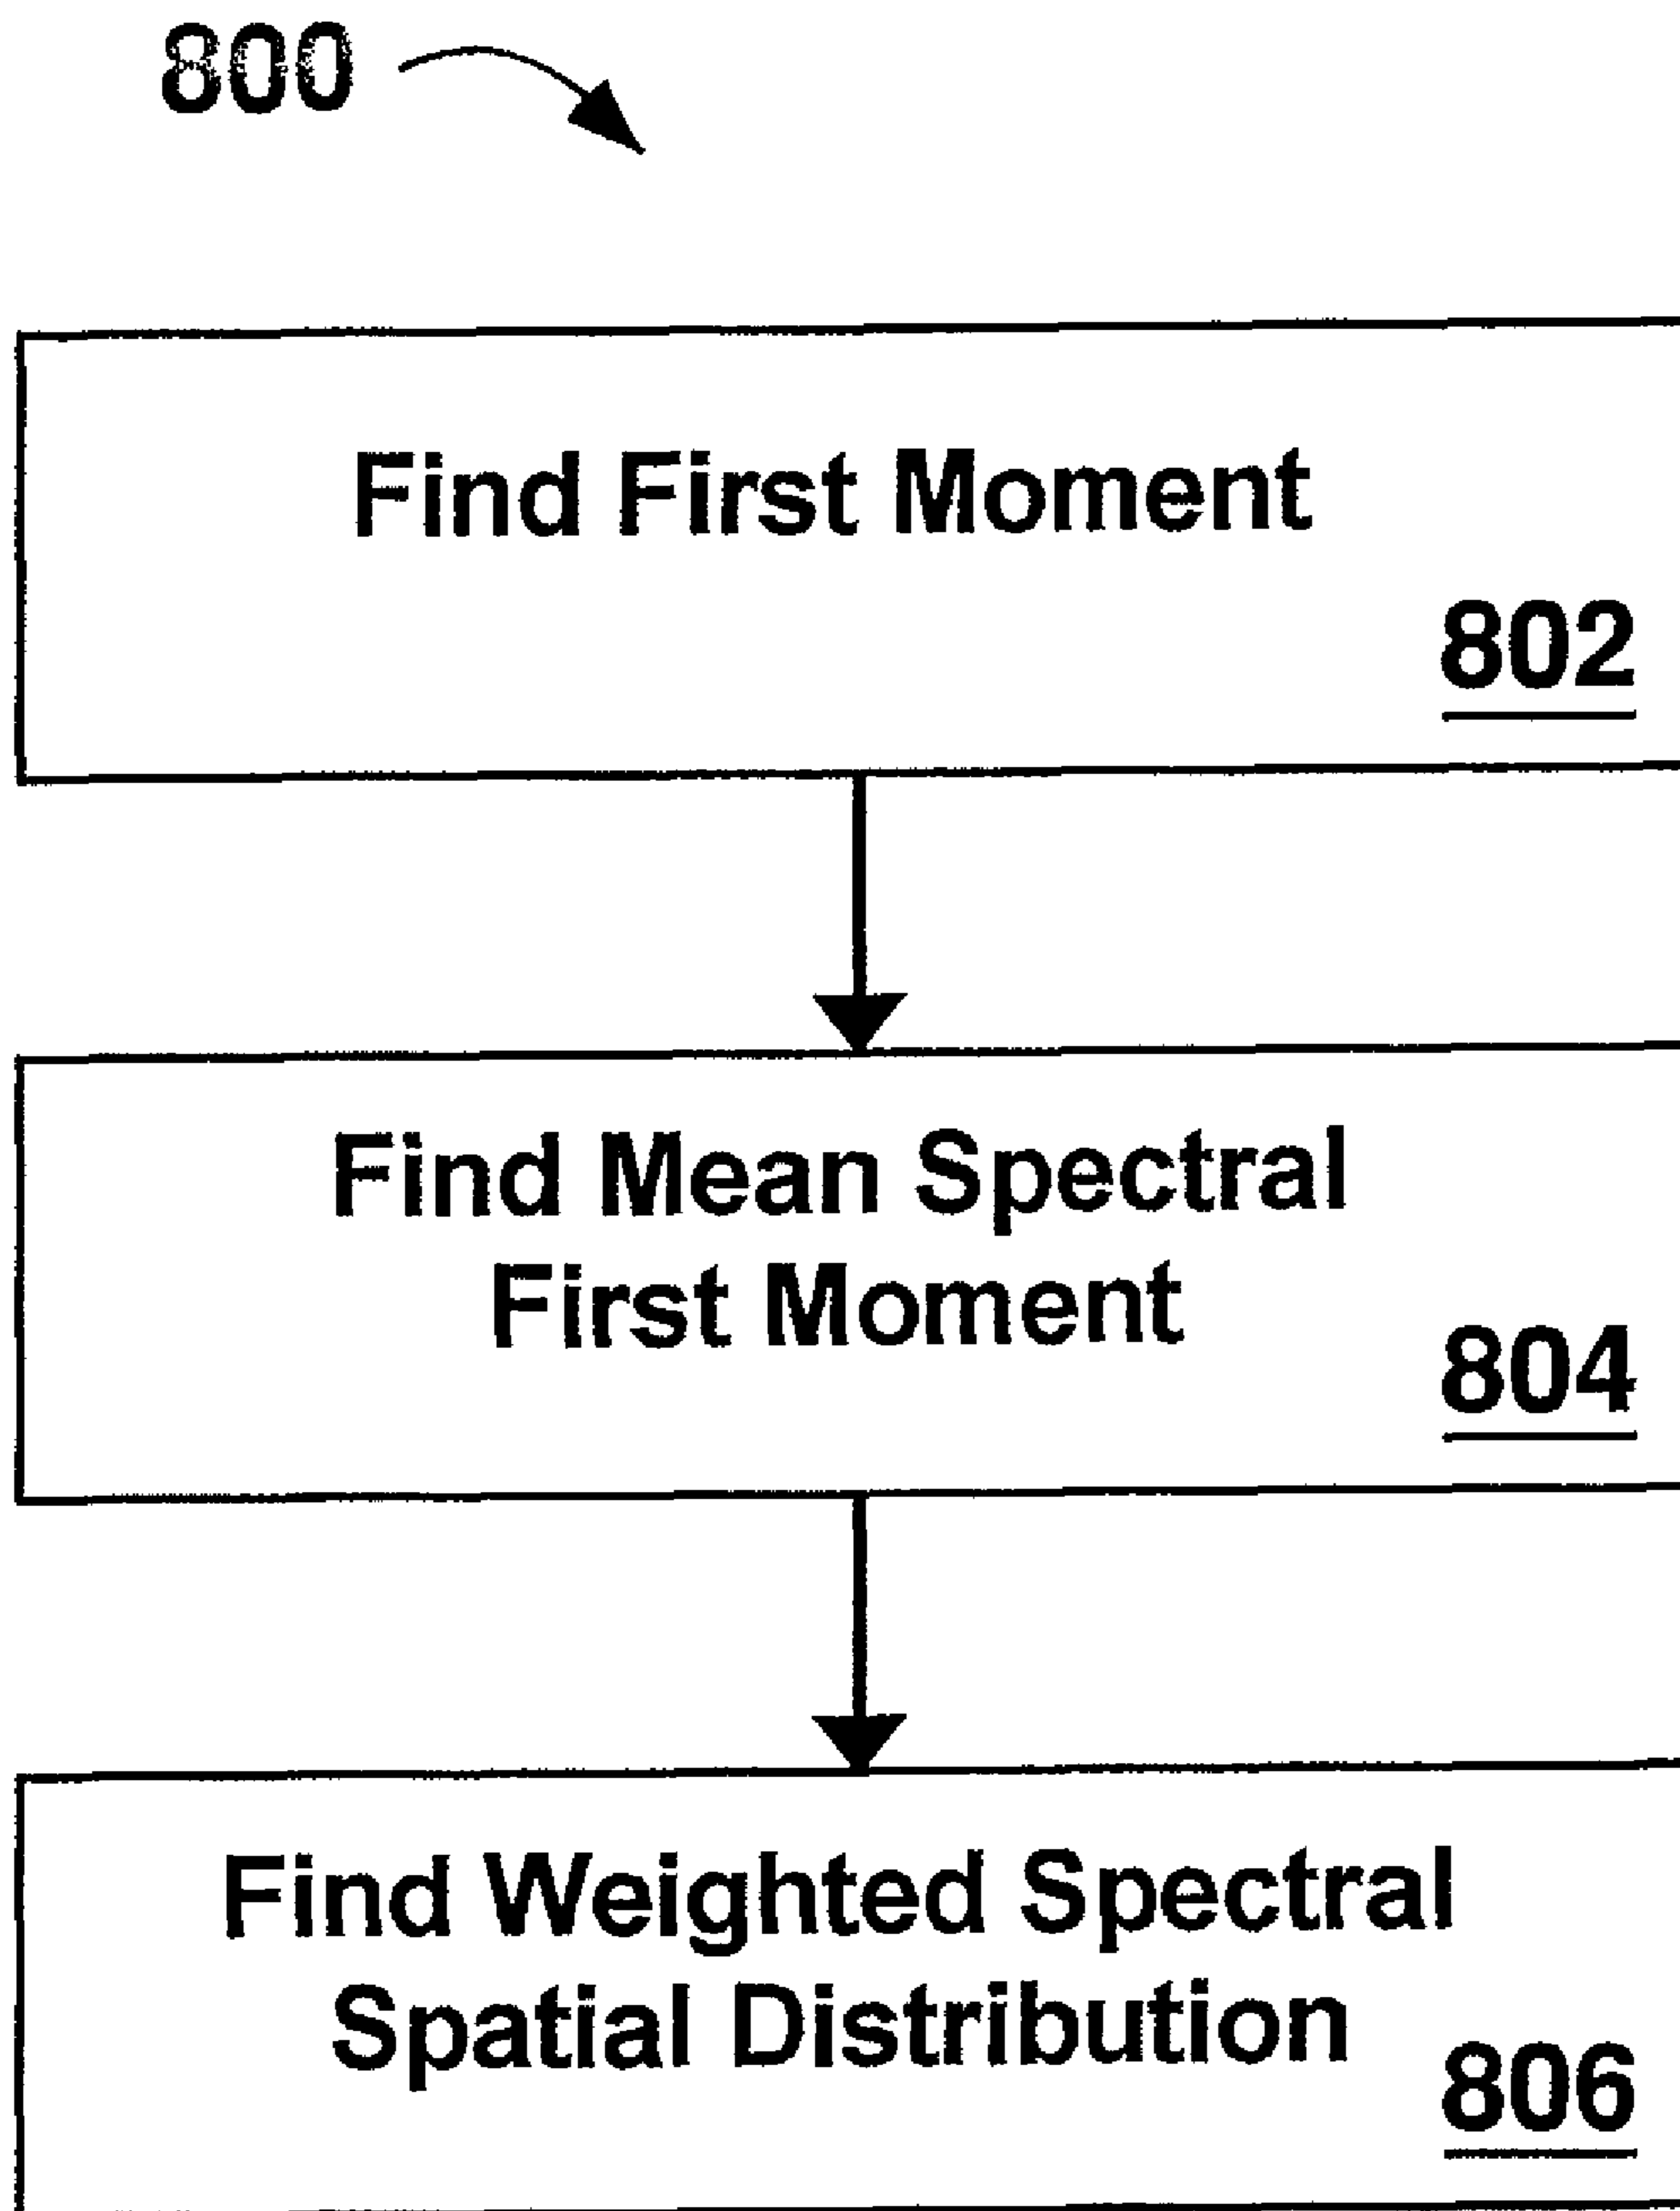 800
Find First Moment
802
Find Mean Spectral
First Moment
804
Find Weighted Spectral
Spatial Distribution
806